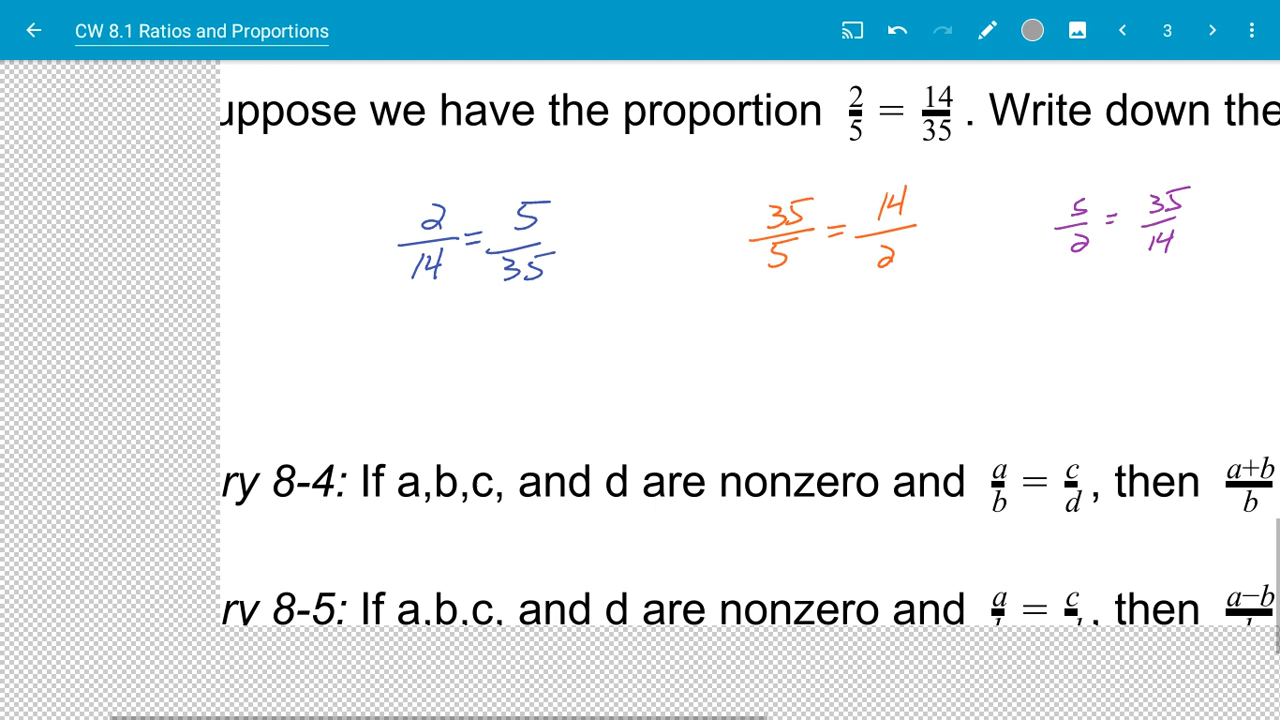 CW 8.1 Ratios and Proportions 3
uppose we have the proportion 2/5 = 14/35 . Write down the
2/14 = 5/35 35/5 = 14/2 5/2 = 35/14
ry 8-4: If a,b,c, and d are nonzero and a/b = c/d , then a+b/b
ry 8-5: If a,b,c, and d are nonzero and a = c , then a−b